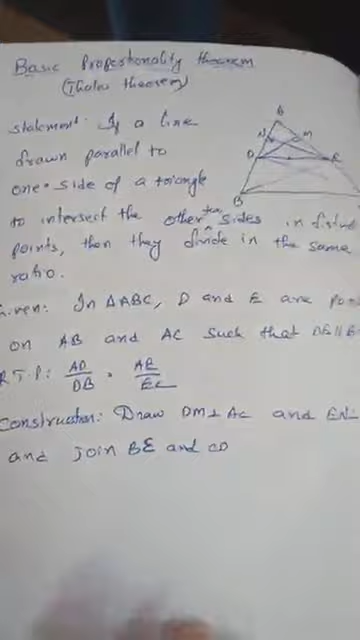 Basic Proportionality theorem
(Thales theorem)
Statement: If a line
drawn parallel to
one side of a triangle
to intersect the other two sides in
points, then they divide in the same
ratio.
Given: In ΔABC, D and E are
on AB and AC such that DE ||
R.T.P: AD/DB = AE/EC
Construction: Draw DM⊥AC and EN⊥
and join BE and CD
A
N
M
D
E
B